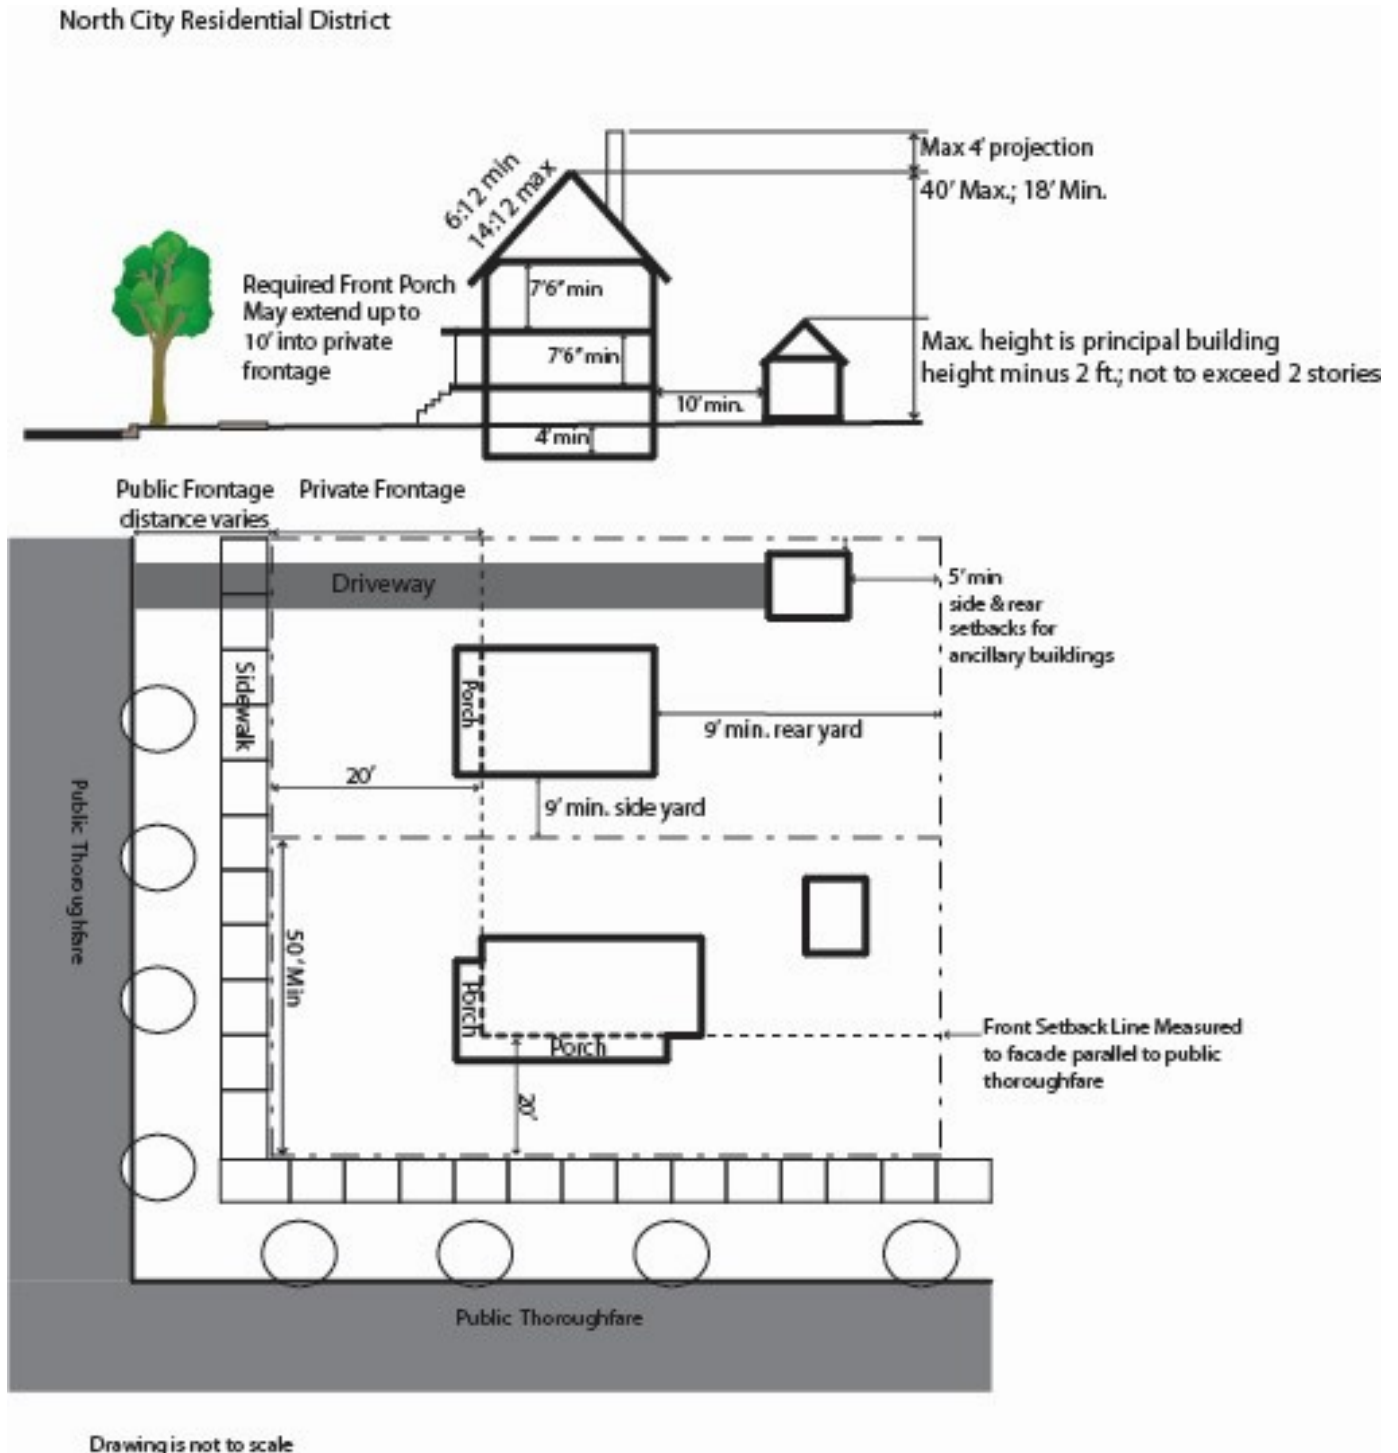 North City Residential District
Max 4' projection
40' Max.; 18' Min.
6:12 min
14:12 max
Required Front Porch
May extend up to
10' into private
frontage
7'6" min
7'6" min
10' min.
4' min
Max. height is principal building
height minus 2 ft.; not to exceed 2 stories
Public Frontage
distance varies
Private Frontage
Driveway
5' min
side & rear
setbacks for
ancillary buildings
Sidewalk
Porch
9' min. rear yard
20'
9' min. side yard
Public Thoroughfare
50' Min
Porch
Porch
20'
Front Setback Line Measured
to facade parallel to public
thoroughfare
Public Thoroughfare
Drawing is not to scale